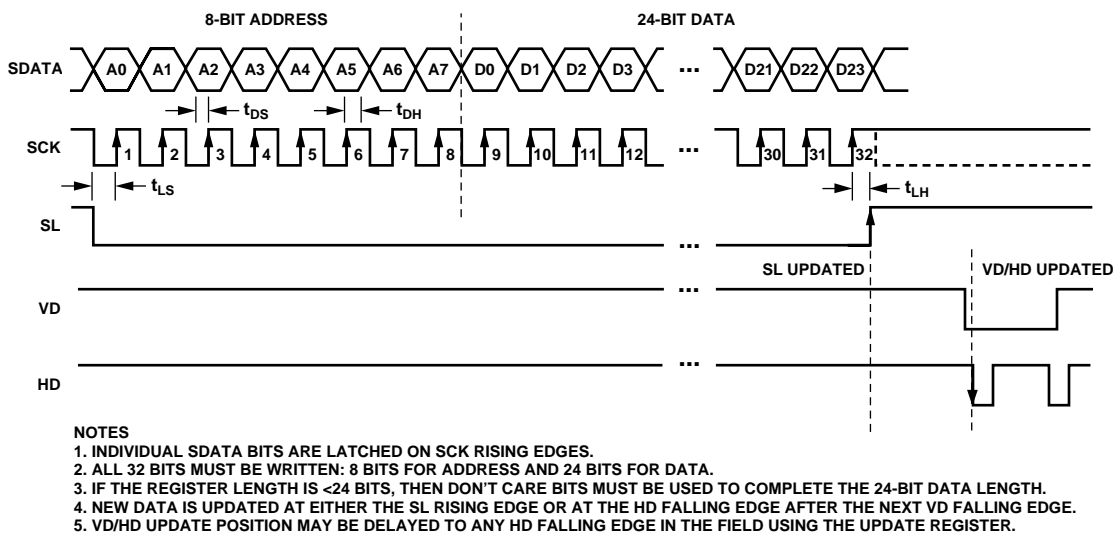 8-BIT ADDRESS 24-BIT DATA
SDATA A0 A1 A2 A3 A4 A5 A6 A7 D0 D1 D2 D3 ... D21 D22 D23
tDS tDH
SCK 1 2 3 4 5 6 7 8 9 10 11 12 ... 30 31 32
tLS tLH
SL ...
SL UPDATED VD/HD UPDATED
VD ...
HD ...
NOTES
1. INDIVIDUAL SDATA BITS ARE LATCHED ON SCK RISING EDGES.
2. ALL 32 BITS MUST BE WRITTEN: 8 BITS FOR ADDRESS AND 24 BITS FOR DATA.
3. IF THE REGISTER LENGTH IS <24 BITS, THEN DON'T CARE BITS MUST BE USED TO COMPLETE THE 24-BIT DATA LENGTH.
4. NEW DATA IS UPDATED AT EITHER THE SL RISING EDGE OR AT THE HD FALLING EDGE AFTER THE NEXT VD FALLING EDGE.
5. VD/HD UPDATE POSITION MAY BE DELAYED TO ANY HD FALLING EDGE IN THE FIELD USING THE UPDATE REGISTER.